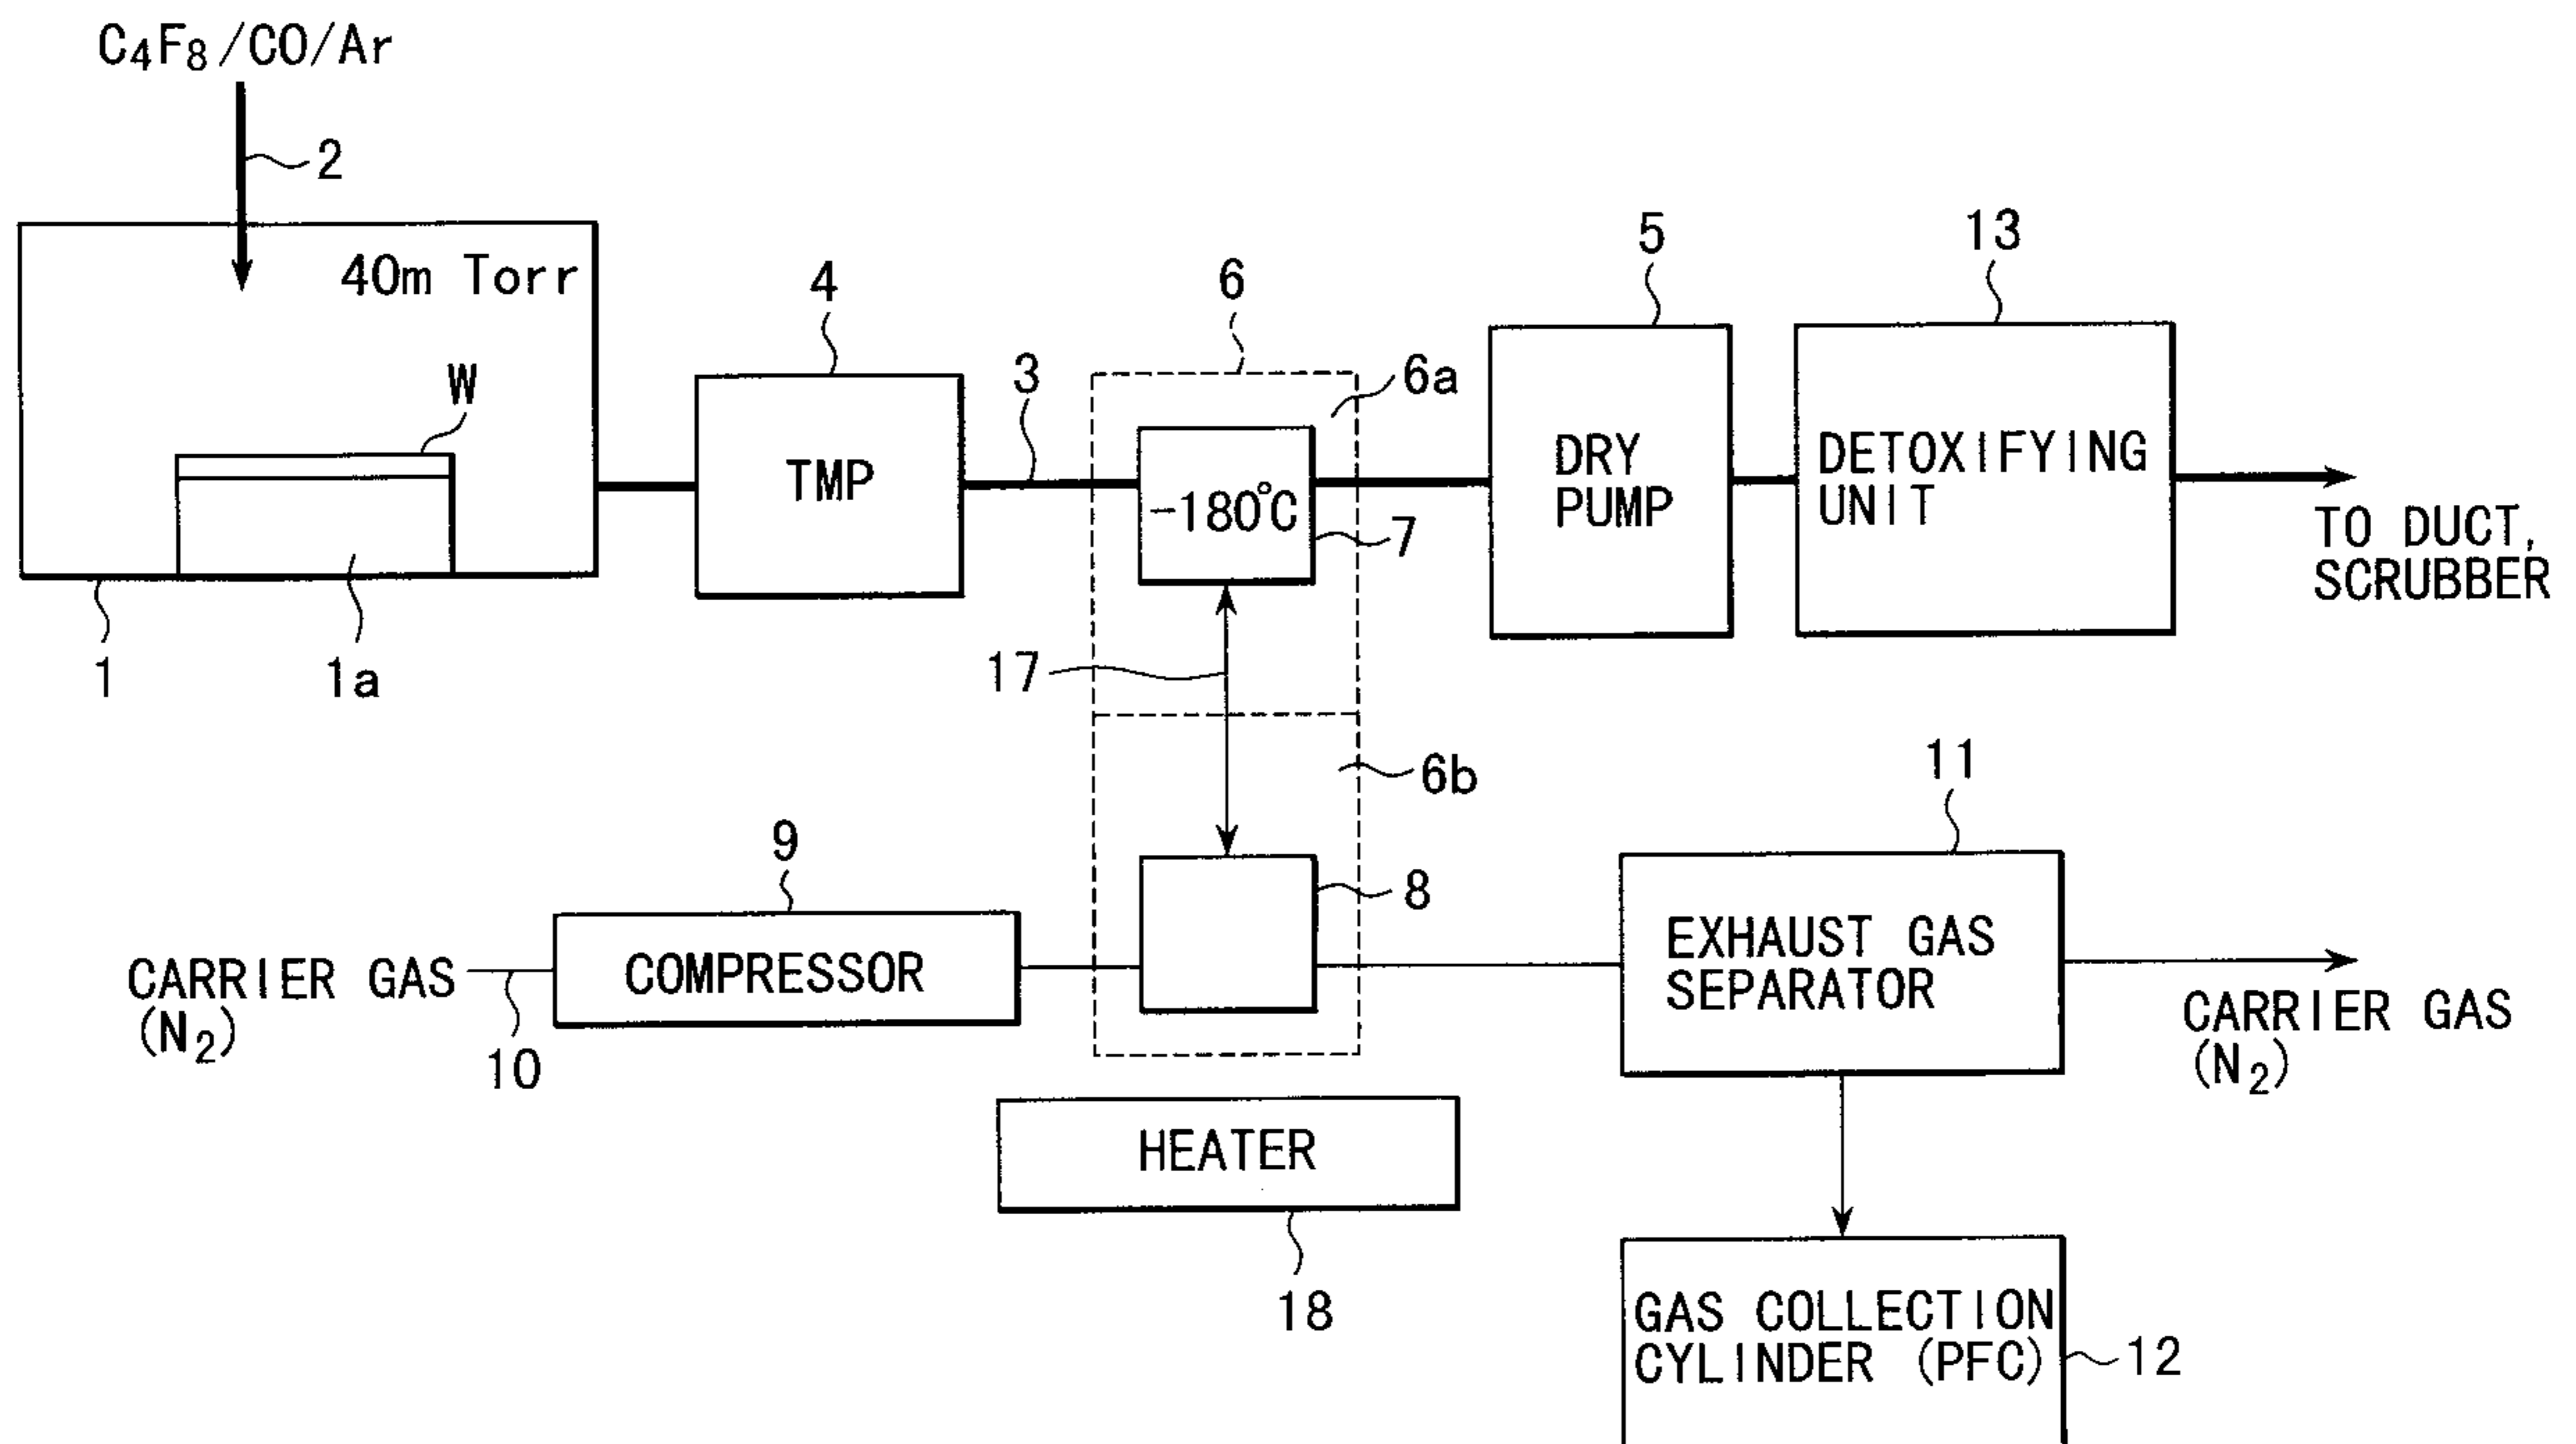 C4F8/CO/Ar
2
40m Torr
W
1
1a
4
TMP
3
6
6a
-180°C
7
17
5
DRY
PUMP
13
DETOXIFYING
UNIT
TO DUCT,
SCRUBBER
6b
8
9
COMPRESSOR
CARRIER GAS
(N2)
10
11
EXHAUST GAS
SEPARATOR
CARRIER GAS
(N2)
HEATER
18
GAS COLLECTION
CYLINDER (PFC)
12